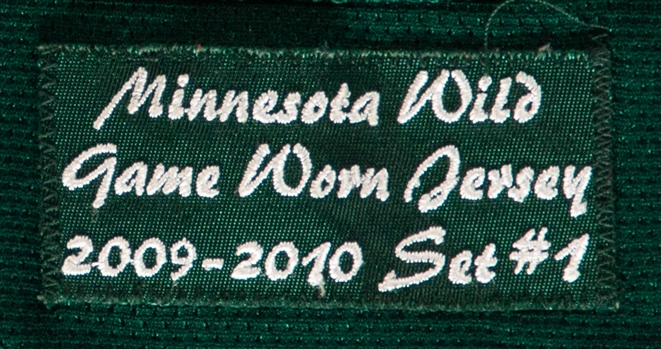 Minnesota Wild
Game Worn Jersey
2009-2010 Set #1